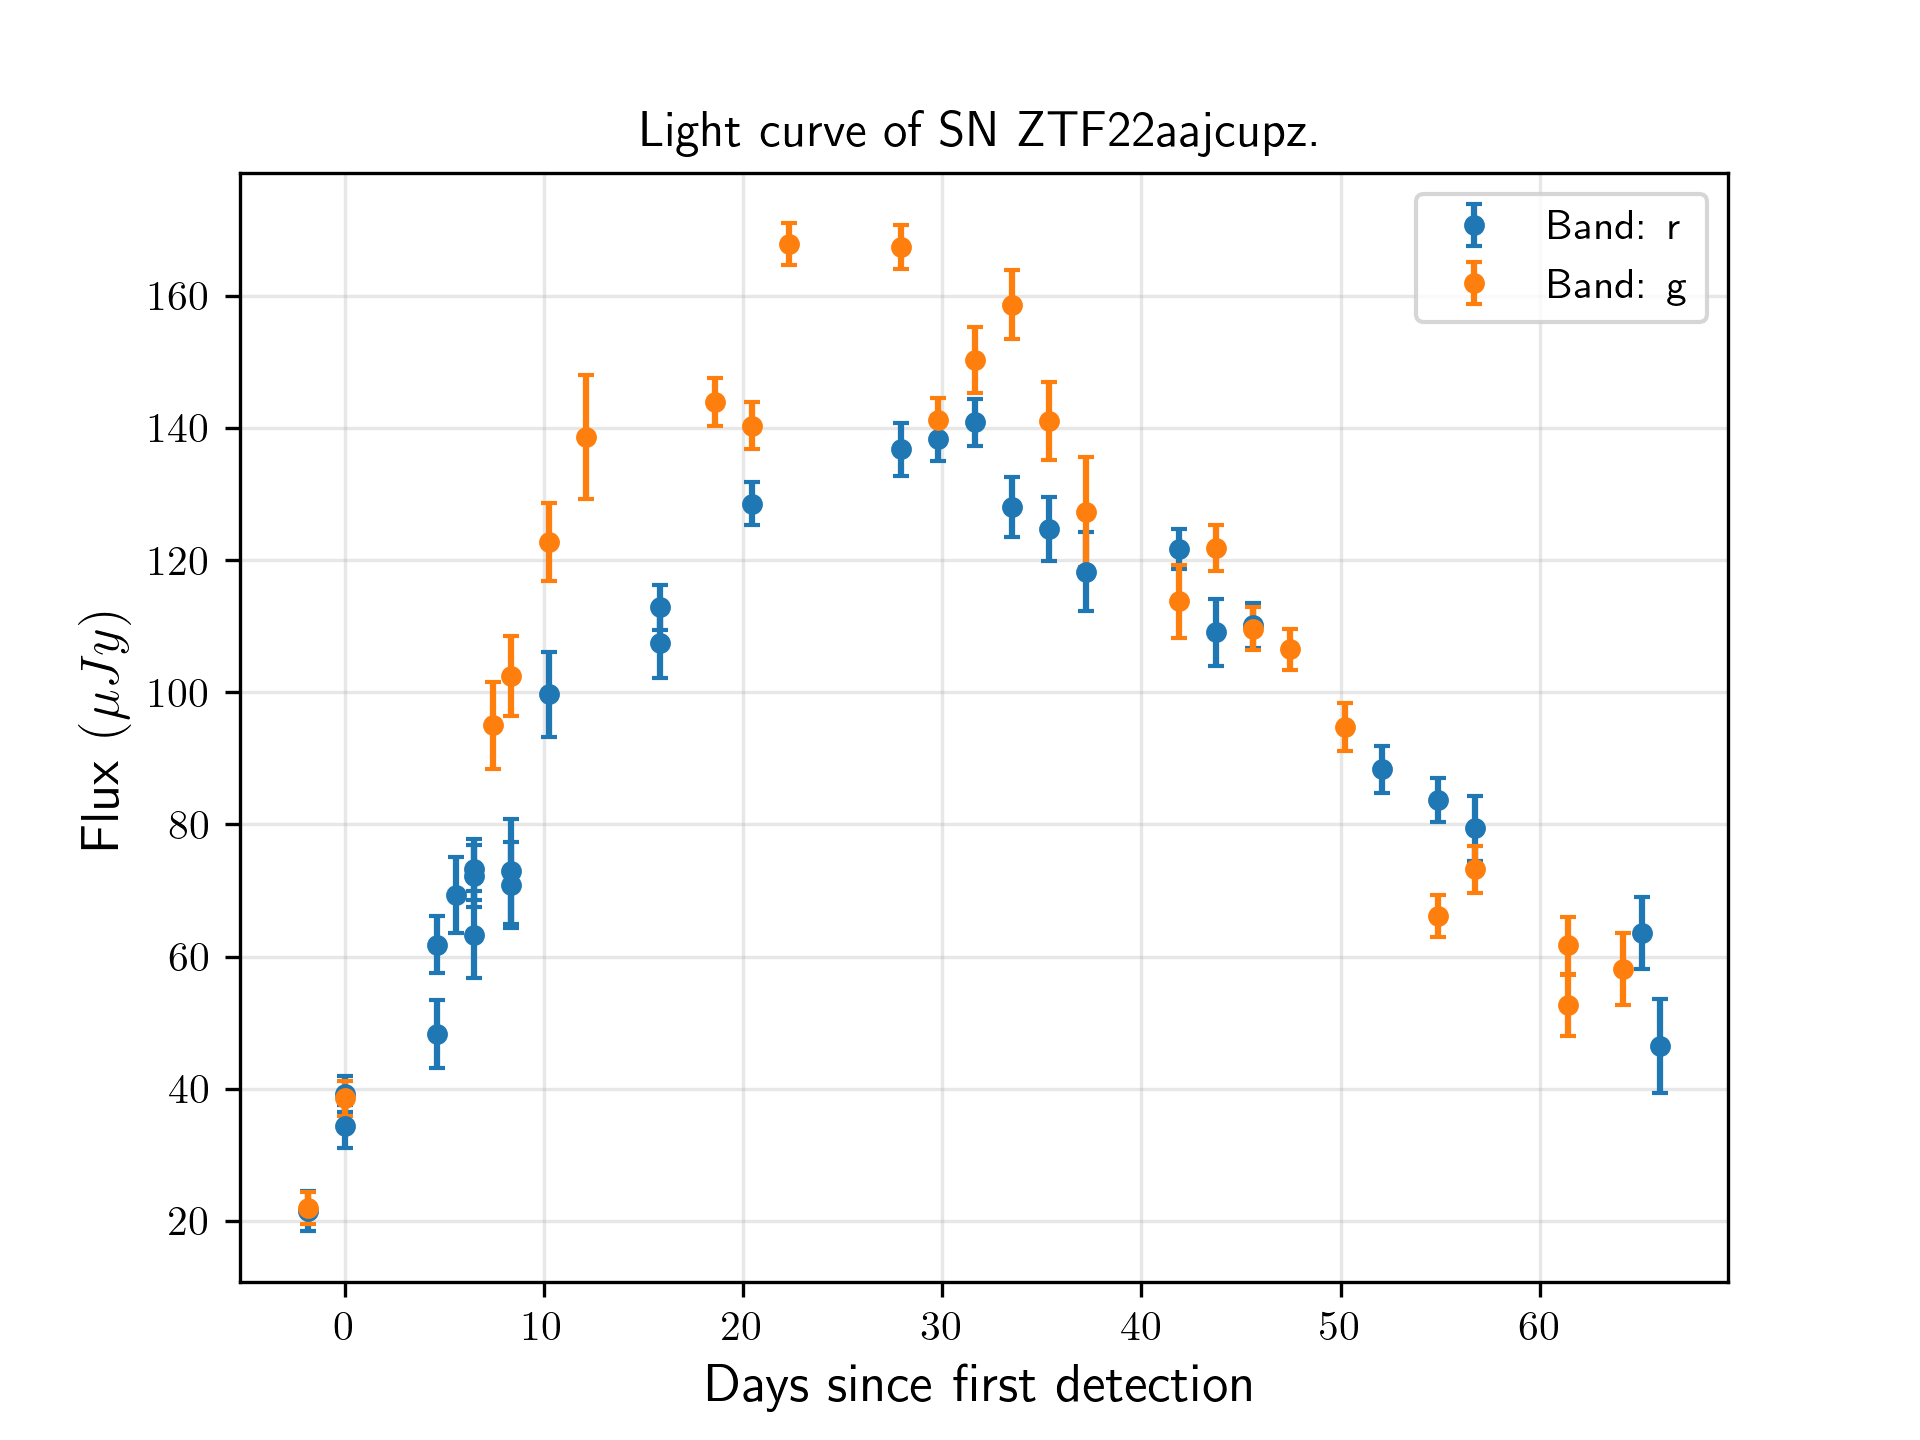 Light curve of SN ZTF22aajcupz.
Band: r
Band: g
Flux (μJy)
160
140
120
100
80
60
40
20
0 10 20 30 40 50 60
Days since first detection